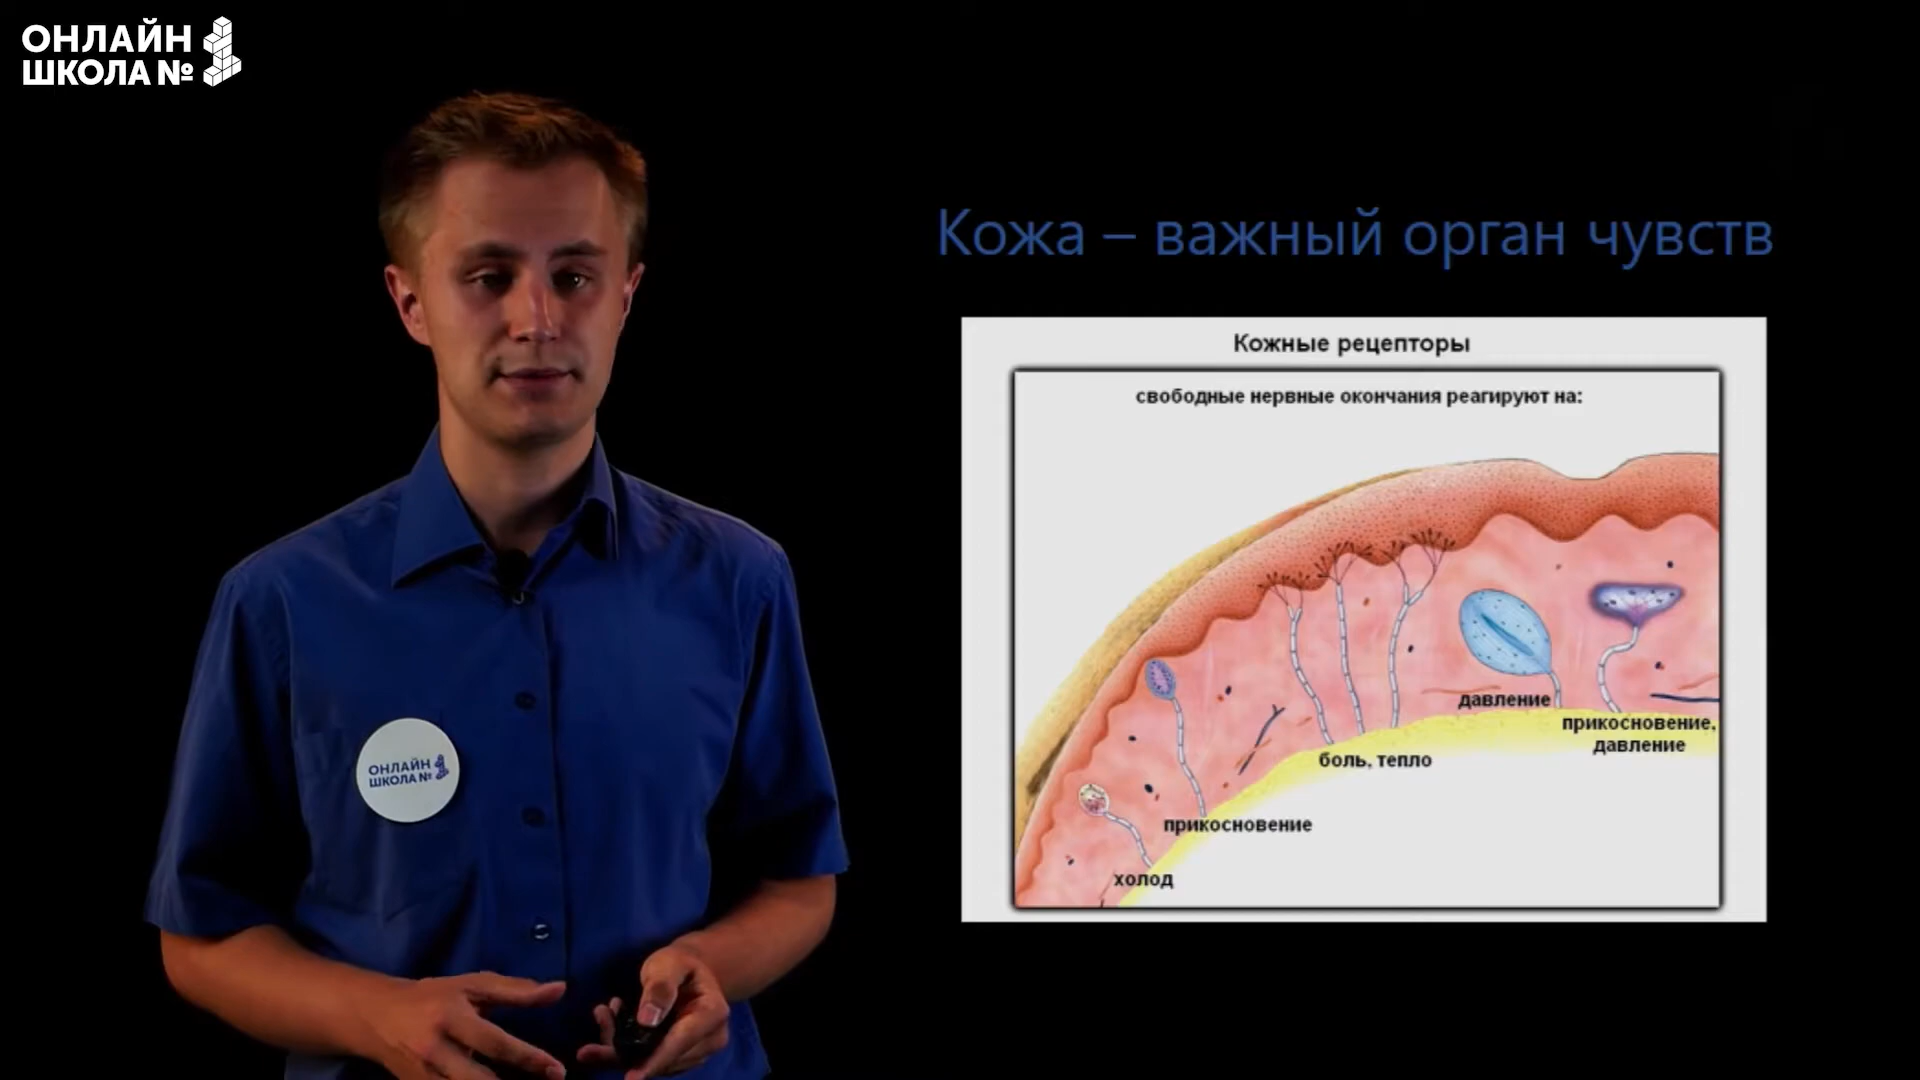 ОНЛАЙН
ШКОЛА №
Кожа – важный орган чувств
Кожные рецепторы
свободные нервные окончания реагируют на:
давление
прикосновение,
давление
боль, тепло
прикосновение
холод
ОНЛАЙН
ШКОЛА №